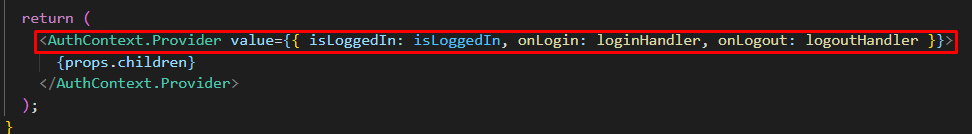 return (
<AuthContext.Provider value={{ isLoggedIn: isLoggedIn, onLogin: loginHandler, onLogout: logoutHandler }}>
{props.children}
</AuthContext.Provider>
);
}